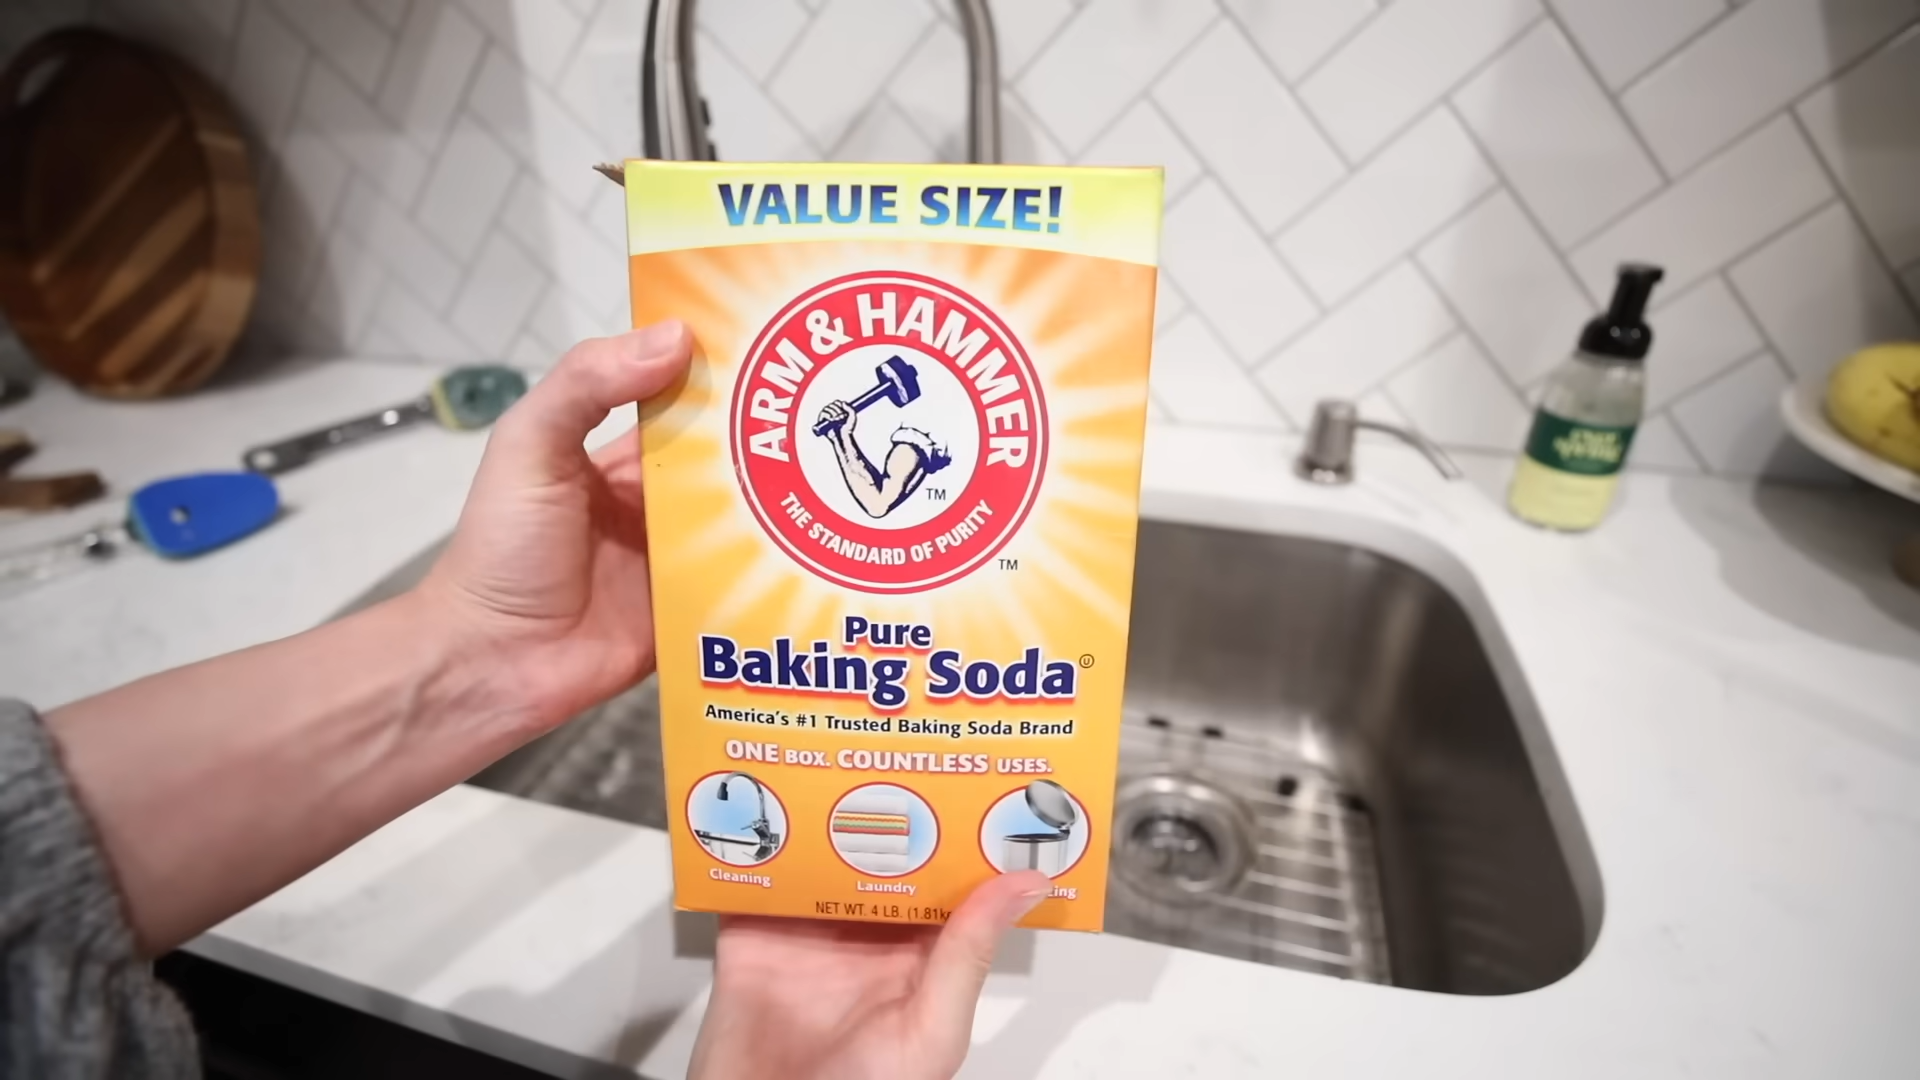 VALUE SIZE!
ARM & HAMMER
TM
THE STANDARD OF PURITY
TM
Pure
Baking Soda
America's #1 Trusted Baking Soda Brand
ONE BOX. COUNTLESS USES.
Cleaning
Laundry
NET WT. 4 LB. (1.81k